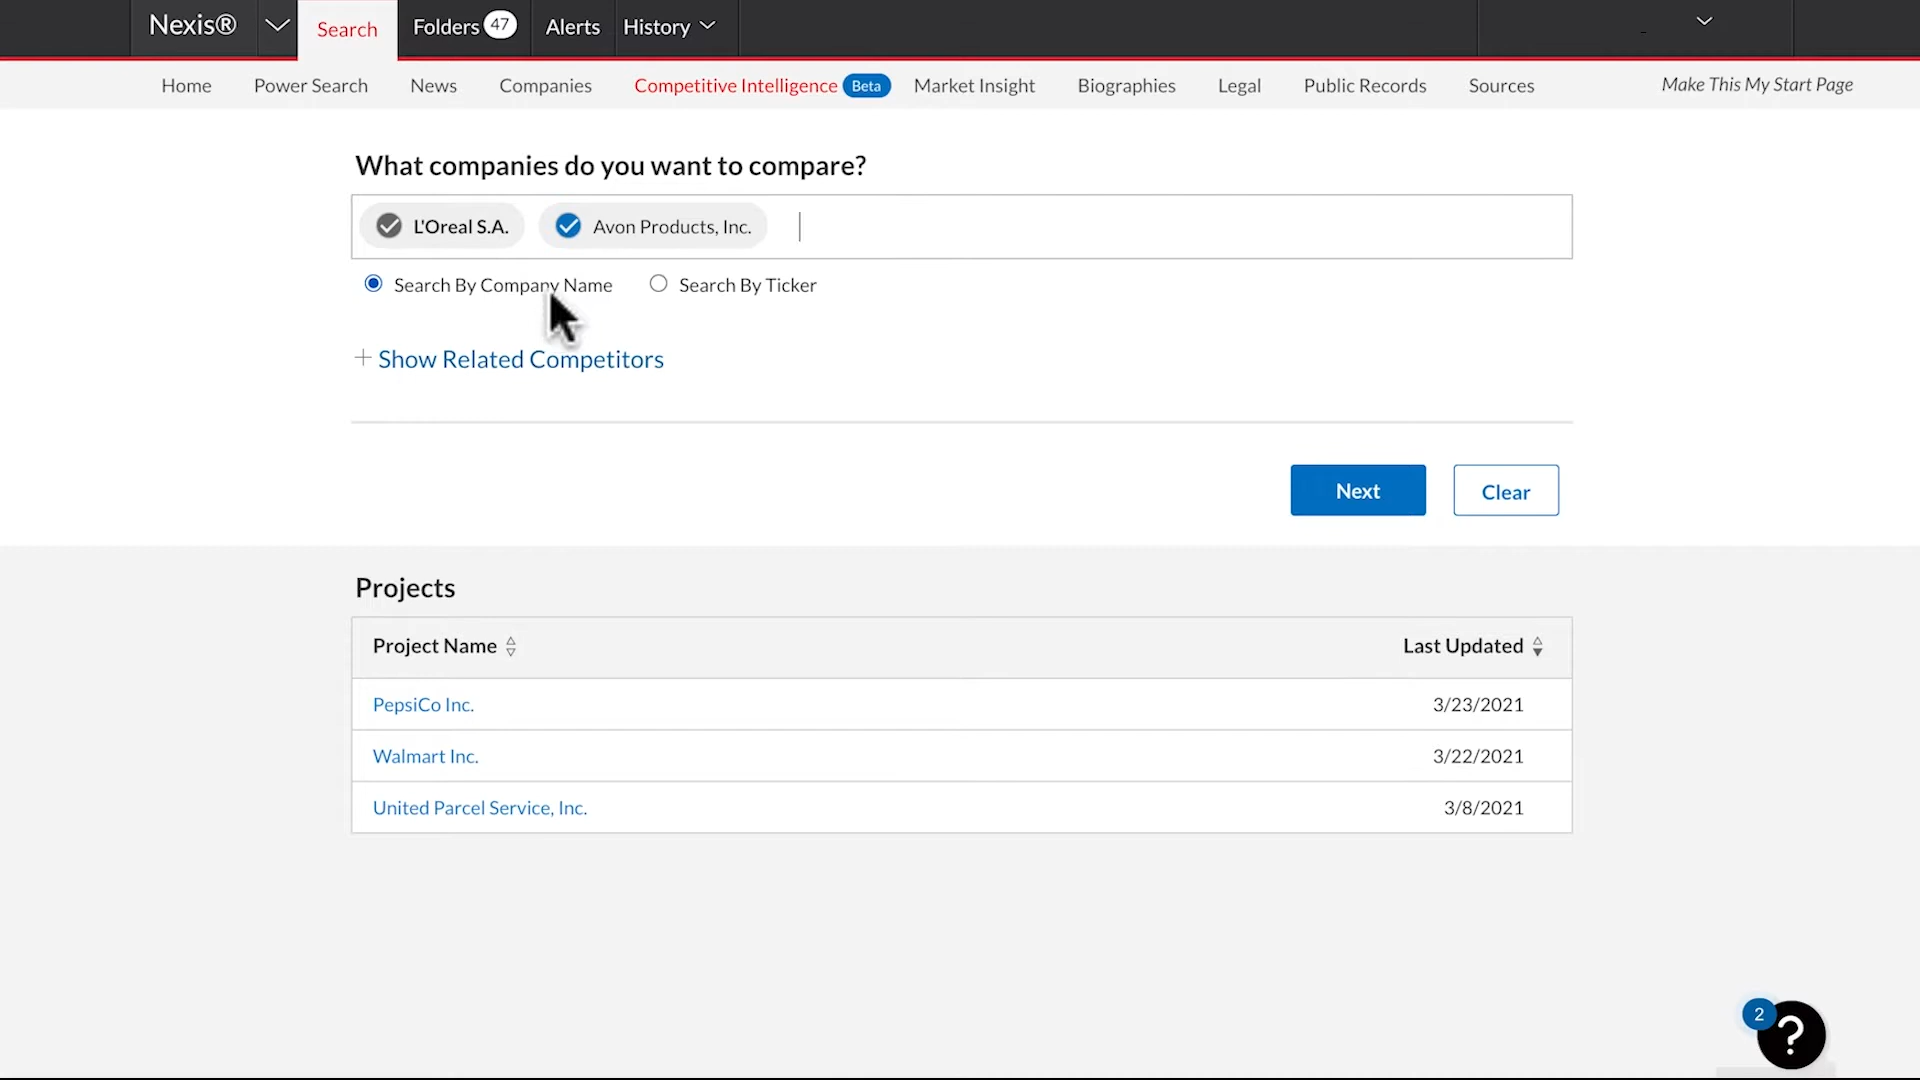 Nexis® Search Folders 47 Alerts History
Home Power Search News Companies Competitive Intelligence Beta Market Insight Biographies Legal Public Records Sources Make This My Start Page
What companies do you want to compare?
L'Oreal S.A. Avon Products, Inc.
Search By Company Name Search By Ticker
+ Show Related Competitors
Next Clear
Projects
Project Name Last Updated
PepsiCo Inc. 3/23/2021
Walmart Inc. 3/22/2021
United Parcel Service, Inc. 3/8/2021
2
?